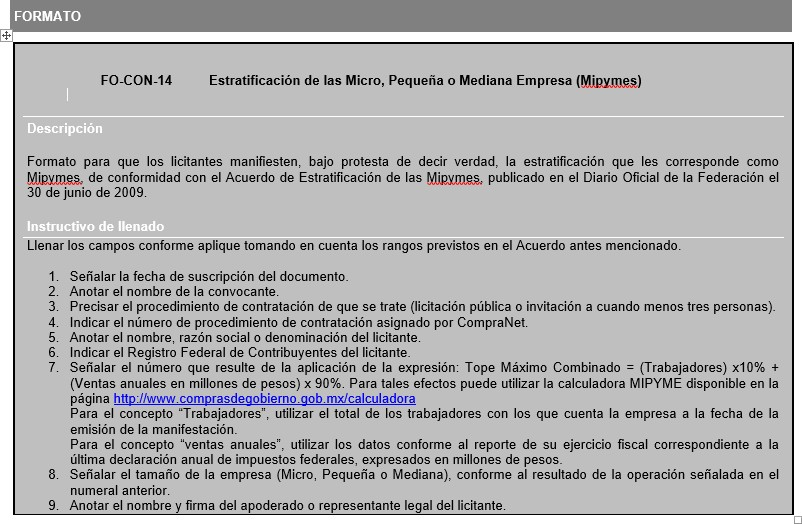 FORMATO
FO-CON-14 Estratificación de las Micro, Pequeña o Mediana Empresa (Mipymes)
Descripción
Formato para que los licitantes manifiesten, bajo protesta de decir verdad, la estratificación que les corresponde como
Mipymes, de conformidad con el Acuerdo de Estratificación de las Mipymes, publicado en el Diario Oficial de la Federación el
30 de junio de 2009.
Instructivo de llenado
Llenar los campos conforme aplique tomando en cuenta los rangos previstos en el Acuerdo antes mencionado.
1. Señalar la fecha de suscripción del documento.
2. Anotar el nombre de la convocante.
3. Precisar el procedimiento de contratación de que se trate (licitación pública o invitación a cuando menos tres personas).
4. Indicar el número de procedimiento de contratación asignado por CompraNet.
5. Anotar el nombre, razón social o denominación del licitante.
6. Indicar el Registro Federal de Contribuyentes del licitante.
7. Señalar el número que resulte de la aplicación de la expresión: Tope Máximo Combinado = (Trabajadores) x10% +
(Ventas anuales en millones de pesos) x 90%. Para tales efectos puede utilizar la calculadora MIPYME disponible en la
página http://www.comprasdegobierno.gob.mx/calculadora
Para el concepto “Trabajadores”, utilizar el total de los trabajadores con los que cuenta la empresa a la fecha de la
emisión de la manifestación.
Para el concepto “ventas anuales”, utilizar los datos conforme al reporte de su ejercicio fiscal correspondiente a la
última declaración anual de impuestos federales, expresados en millones de pesos.
8. Señalar el tamaño de la empresa (Micro, Pequeña o Mediana), conforme al resultado de la operación señalada en el
numeral anterior.
9. Anotar el nombre y firma del apoderado o representante legal del licitante.